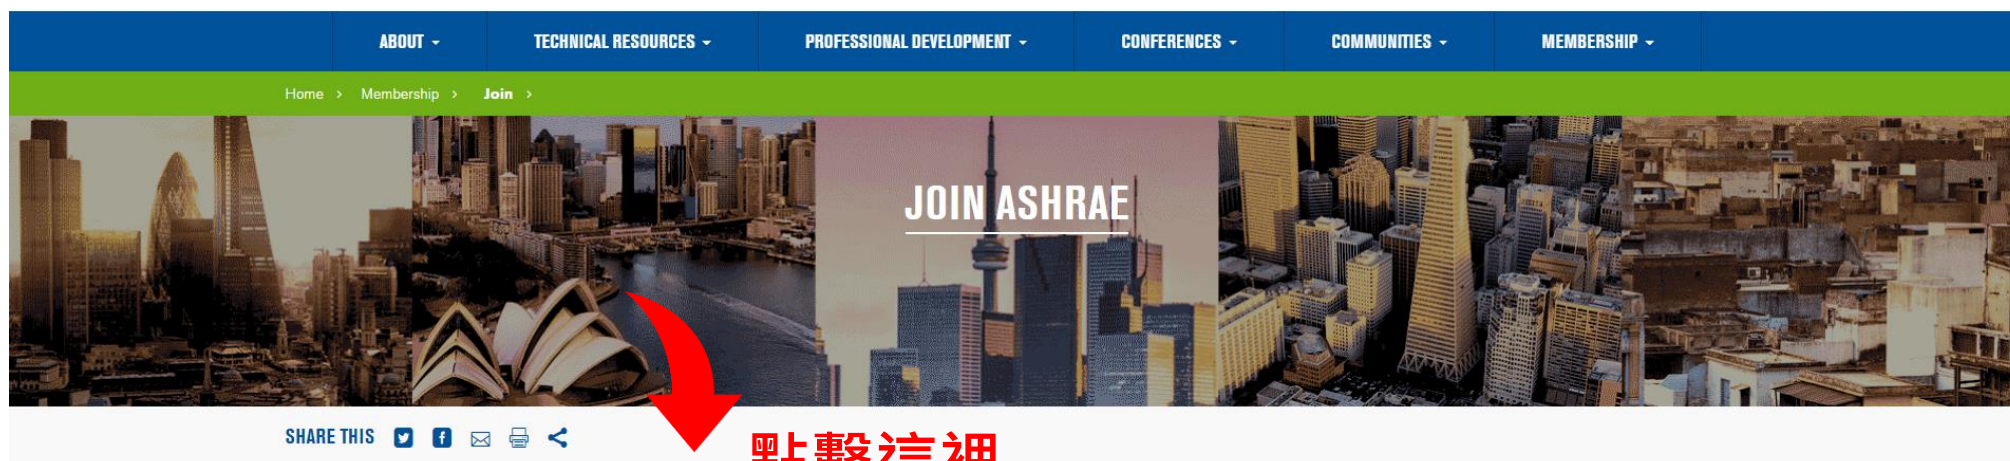 ABOUT TECHNICAL RESOURCES PROFESSIONAL DEVELOPMENT CONFERENCES COMMUNITIES MEMBERSHIP
Home > Membership > Join >
JOIN ASHRAE
SHARE THIS
點擊這裡